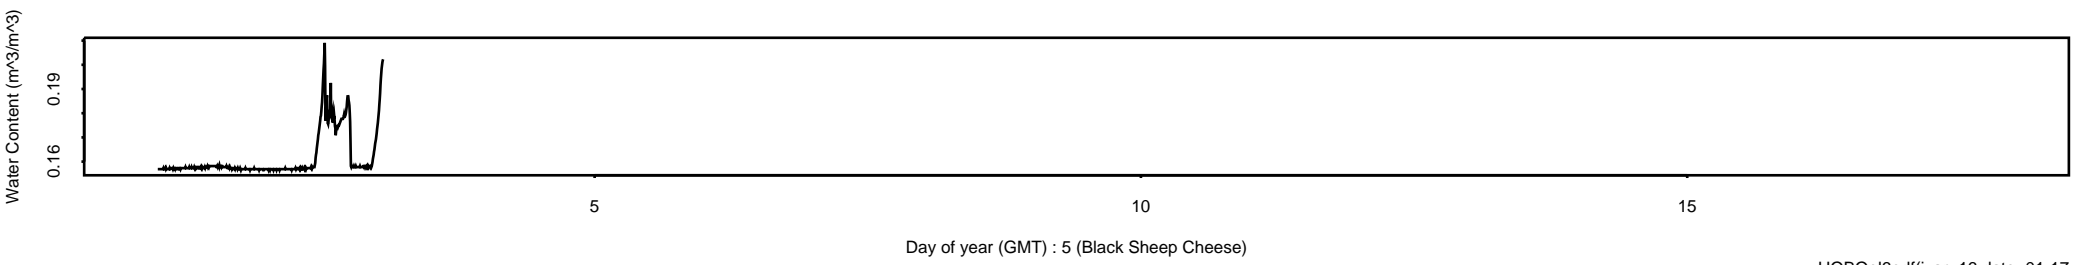 Water Content (m^3/m^3)
0.19
0.16
5
10
15
Day of year (GMT) : 5 (Black Sheep Cheese)